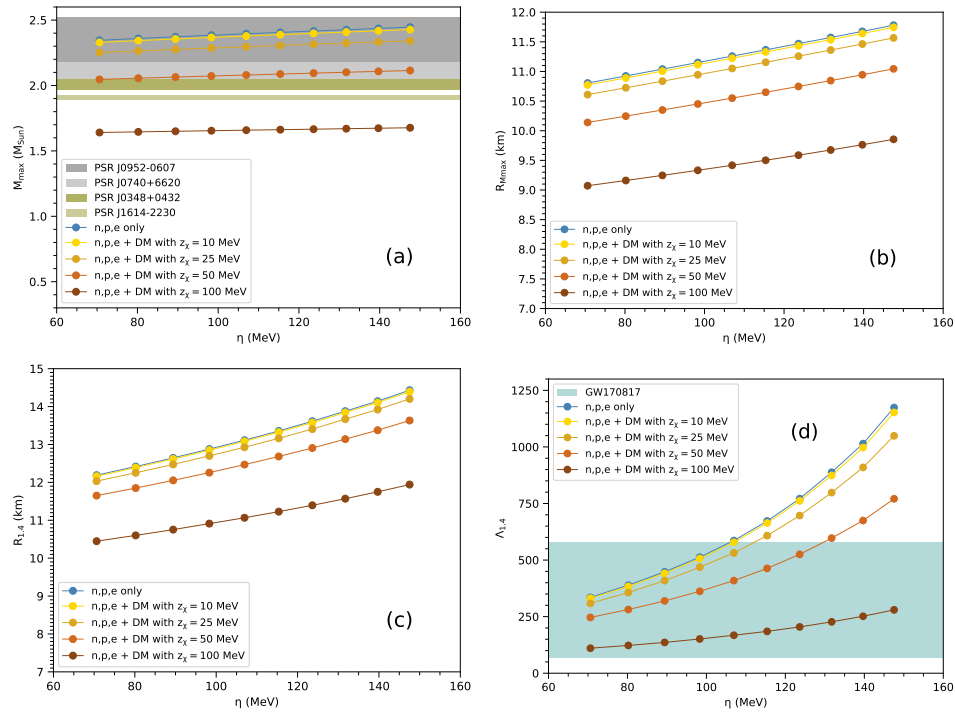 2.5
2.0
1.5
1.0
0.5
M_max (M_Sun)
PSR J0952-0607
PSR J0740+6620
PSR J0348+0432
PSR J1614-2230
n,p,e only
n,p,e + DM with z_χ = 10 MeV
n,p,e + DM with z_χ = 25 MeV
n,p,e + DM with z_χ = 50 MeV
n,p,e + DM with z_χ = 100 MeV
(a)
60 80 100 120 140 160
η (MeV)
12.0
11.5
11.0
10.5
10.0
9.5
9.0
8.5
8.0
7.5
7.0
R_Mmax (km)
n,p,e only
n,p,e + DM with z_χ = 10 MeV
n,p,e + DM with z_χ = 25 MeV
n,p,e + DM with z_χ = 50 MeV
n,p,e + DM with z_χ = 100 MeV
(b)
60 80 100 120 140 160
η (MeV)
15
14
13
12
11
10
9
8
7
R_1.4 (km)
n,p,e only
n,p,e + DM with z_χ = 10 MeV
n,p,e + DM with z_χ = 25 MeV
n,p,e + DM with z_χ = 50 MeV
n,p,e + DM with z_χ = 100 MeV
(c)
60 80 100 120 140 160
η (MeV)
1250
1000
750
500
250
0
Λ_1.4
GW170817
n,p,e only
n,p,e + DM with z_χ = 10 MeV
n,p,e + DM with z_χ = 25 MeV
n,p,e + DM with z_χ = 50 MeV
n,p,e + DM with z_χ = 100 MeV
(d)
60 80 100 120 140 160
η (MeV)